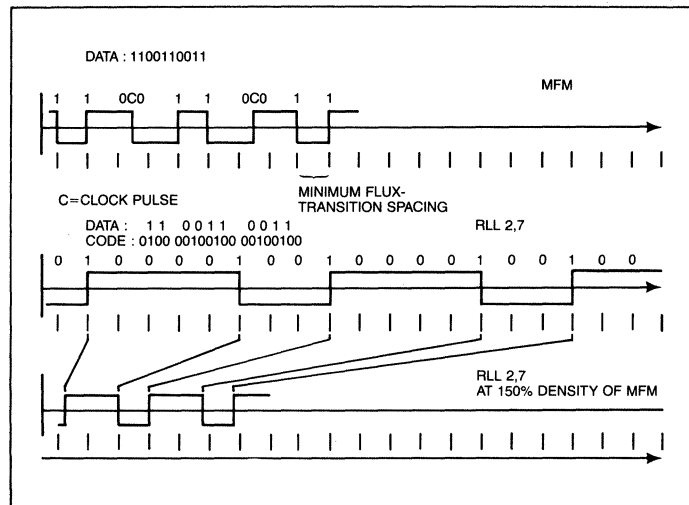 DATA : 1100110011
1 1 0C0 1 1 0C0 1 1
MFM
C=CLOCK PULSE
MINIMUM FLUX-
TRANSITION SPACING
DATA : 1 1 0 0 1 1 0 0 1 1
CODE : 0100 00100100 00100100
RLL 2,7
0 1 0 0 0 0 1 0 0 1 0 0 0 0 1 0 0 1 0 0
RLL 2,7
AT 150% DENSITY OF MFM